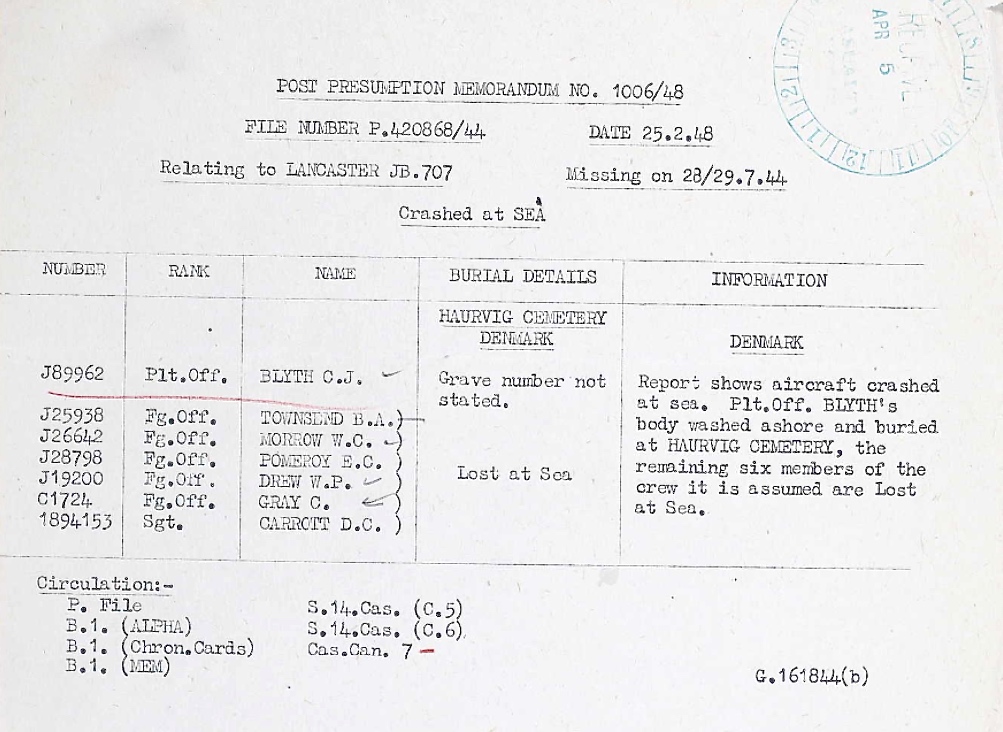 RECEIVE
APR 5
POST PRESUMPTION MEMORANDUM NO. 1006/48
FILE NUMBER P.420868/44 DATE 25.2.48
Relating to LANCASTER JB.707 Missing on 28/29.7.44
Crashed at SEA
NUMBER RANK NAME BURIAL DETAILS INFORMATION
HAURVIG CEMETERY
DENMARK DENMARK
J89962 Plt.Off. BLYTH C.J. Grave number not Report shows aircraft crashed
stated. at sea. Plt.Off. BLYTH's
J25938 Fg.Off. TOWNSEND B.A.) body washed ashore and buried
J26642 Fg.Off. MORROW W.C. ) at HAURVIG CEMETERY, the
J28798 Fg.Off. POMEROY E.C. ) Lost at Sea remaining six members of the
J19200 Fg.Off. DREW W.P. ) crew it is assumed are Lost
C1724 Fg.Off. GRAY C. ) at Sea.
1894153 Sgt. CARROTT D.C. )
Circulation:-
P. File S.14.Cas. (C.5)
B.1. (ALPHA) S.14.Cas. (C.6)
B.1. (Chron.Cards) Cas.Can. 7 -
B.1. (MEM)
G.161844(b)